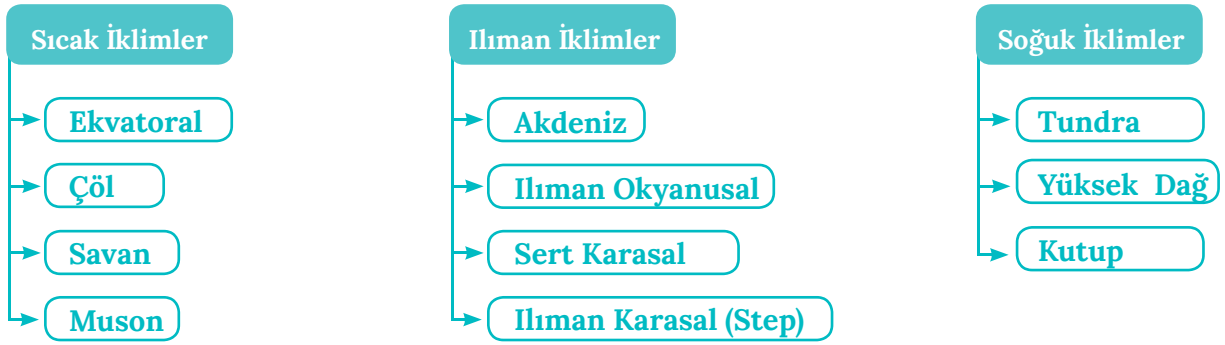 Sıcak İklimler
Ekvatoral
Çöl
Savan
Muson
Ilıman İklimler
Akdeniz
Ilıman Okyanusal
Sert Karasal
Ilıman Karasal (Step)
Soğuk İklimler
Tundra
Yüksek Dağ
Kutup